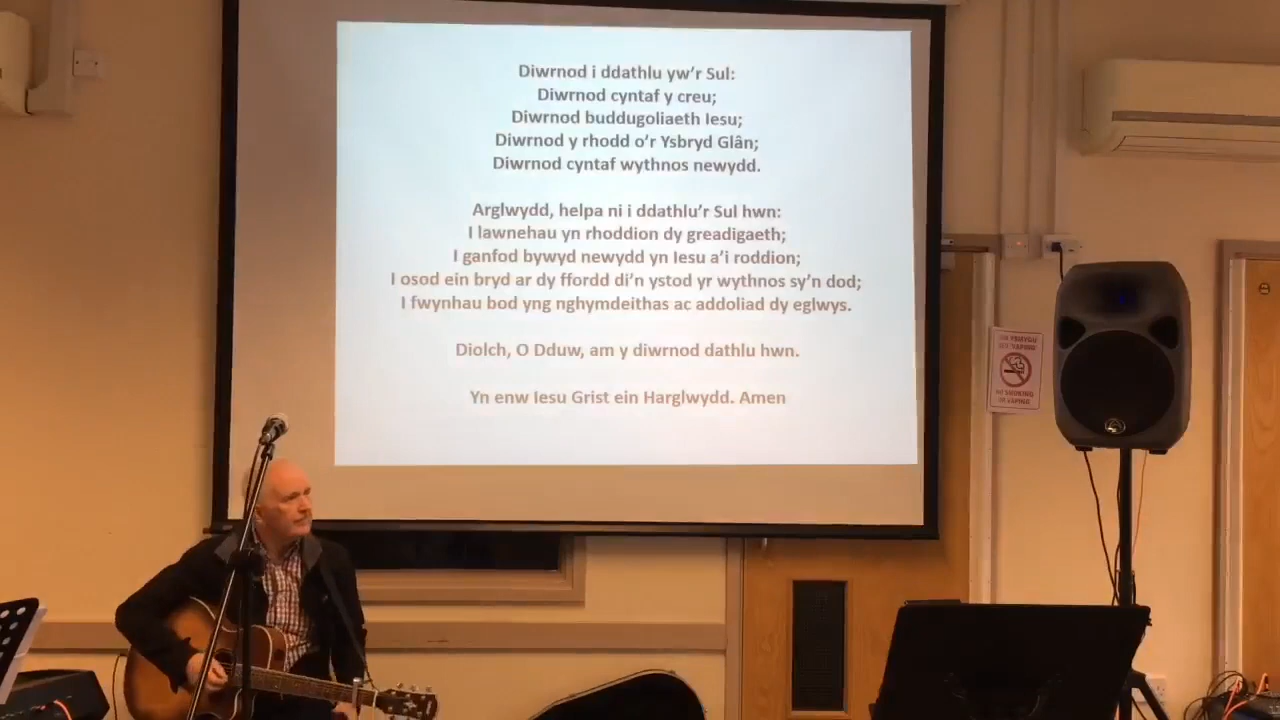 Diwrnod i ddathlu yw'r Sul:
Diwrnod cyntaf y creu;
Diwrnod buddugoliaeth Iesu;
Diwrnod y rhodd o'r Ysbryd Glân;
Diwrnod cyntaf wythnos newydd.
Arglwydd, helpa ni i ddathlu'r Sul hwn:
I lawnehau yn rhoddion dy greadigaeth;
I ganfod bywyd newydd yn Iesu a'i roddion;
I osod ein bryd ar dy ffordd di'n ystod yr wythnos sy'n dod;
I fwynhau bod yng nghymdeithas ac addoliad dy eglwys.
Diolch, O Dduw, am y diwrnod dathlu hwn.
Yn enw Iesu Grist ein Harglwydd. Amen
NO SMOKING
OR VAPING